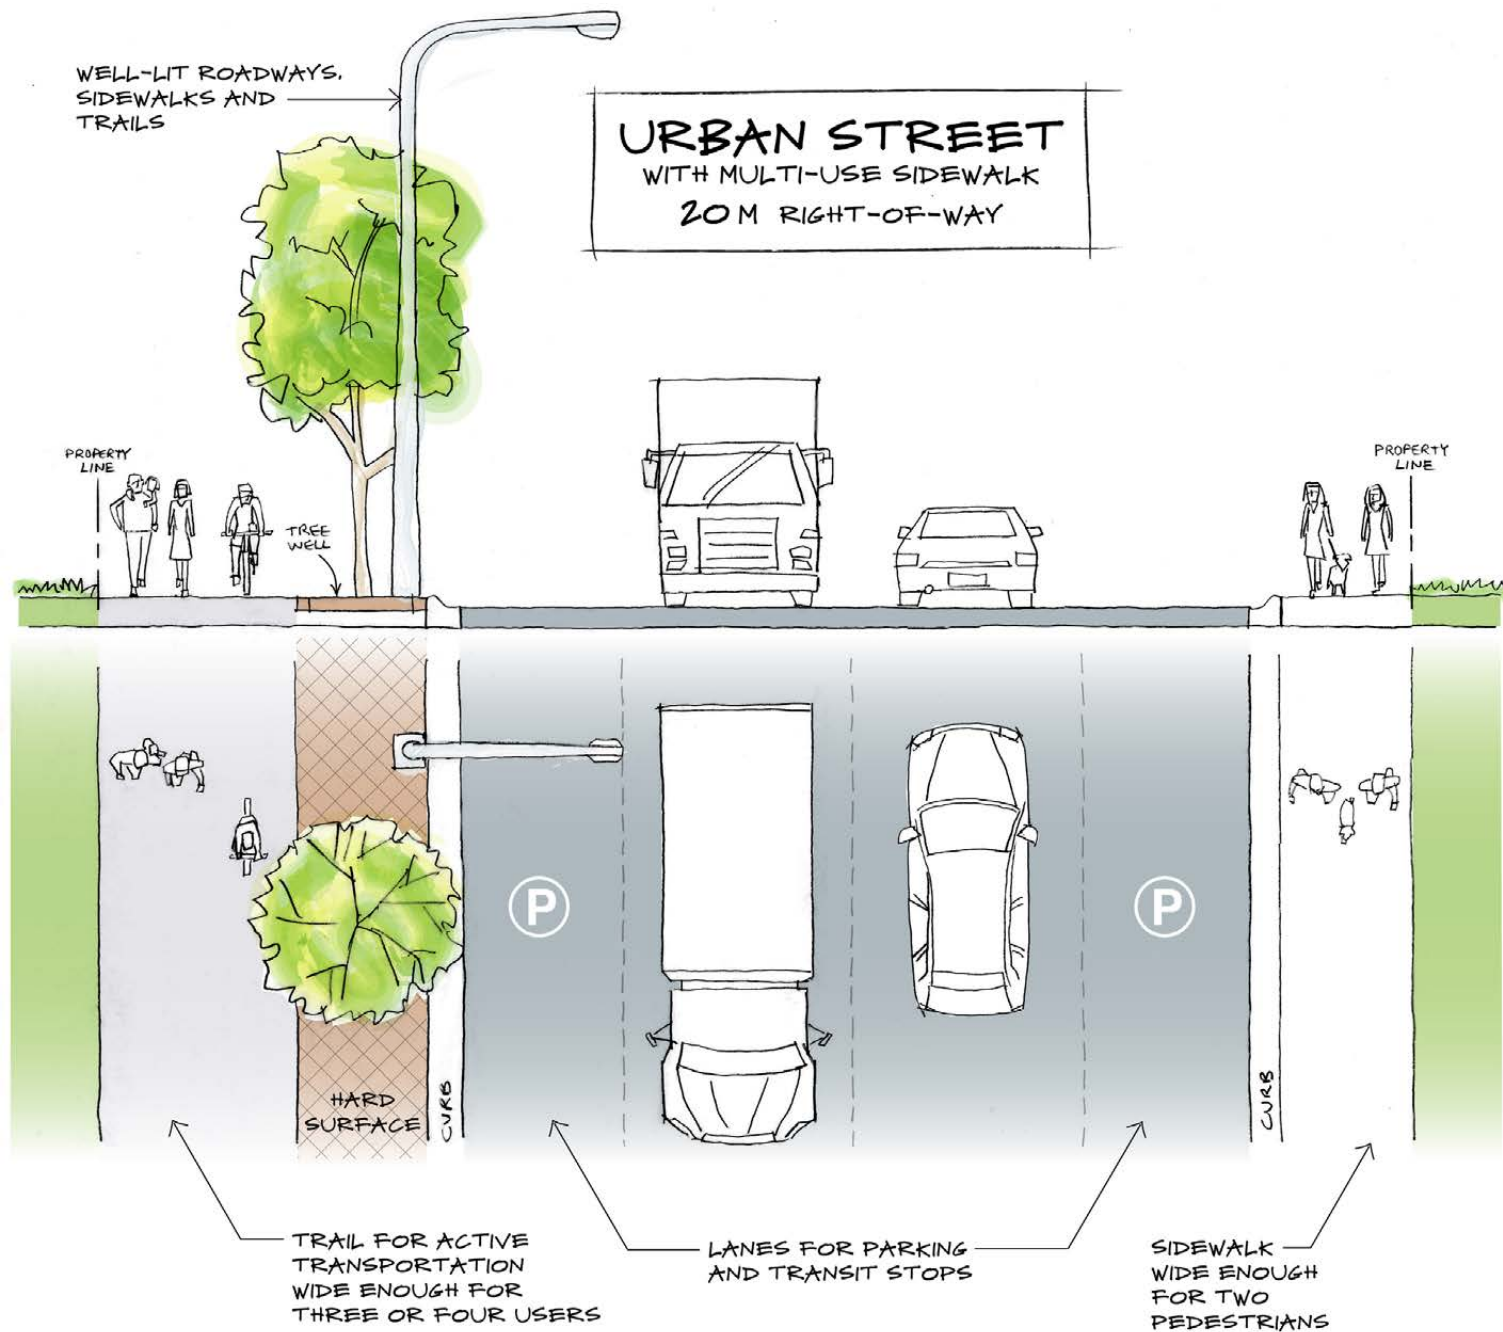 WELL-LIT ROADWAYS,
SIDEWALKS AND
TRAILS
URBAN STREET
WITH MULTI-USE SIDEWALK
20 M RIGHT-OF-WAY
PROPERTY
LINE
TREE
WELL
PROPERTY
LINE
P
P
HARD
SURFACE
CURB
CURB
TRAIL FOR ACTIVE
TRANSPORTATION
WIDE ENOUGH FOR
THREE OR FOUR USERS
LANES FOR PARKING
AND TRANSIT STOPS
SIDEWALK
WIDE ENOUGH
FOR TWO
PEDESTRIANS